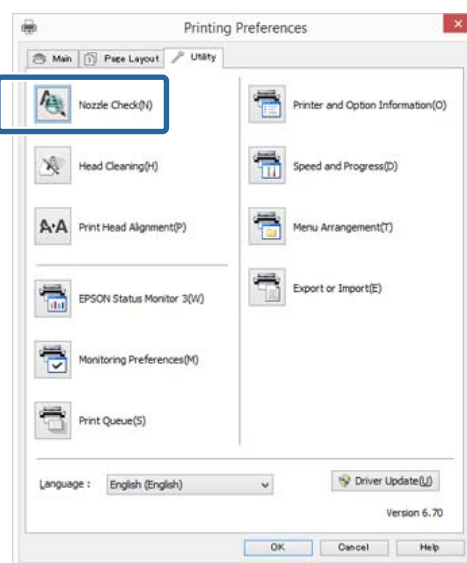 Printing Preferences
Main
Page Layout
Utility
Nozzle Check(N)
Printer and Option Information(O)
Head Cleaning(H)
Speed and Progress(D)
Print Head Alignment(P)
Menu Arrangement(T)
EPSON Status Monitor 3(W)
Export or Import(E)
Monitoring Preferences(M)
Print Queue(S)
Language :
English (English)
Driver Update(U)
Version 6.70
OK
Cancel
Help